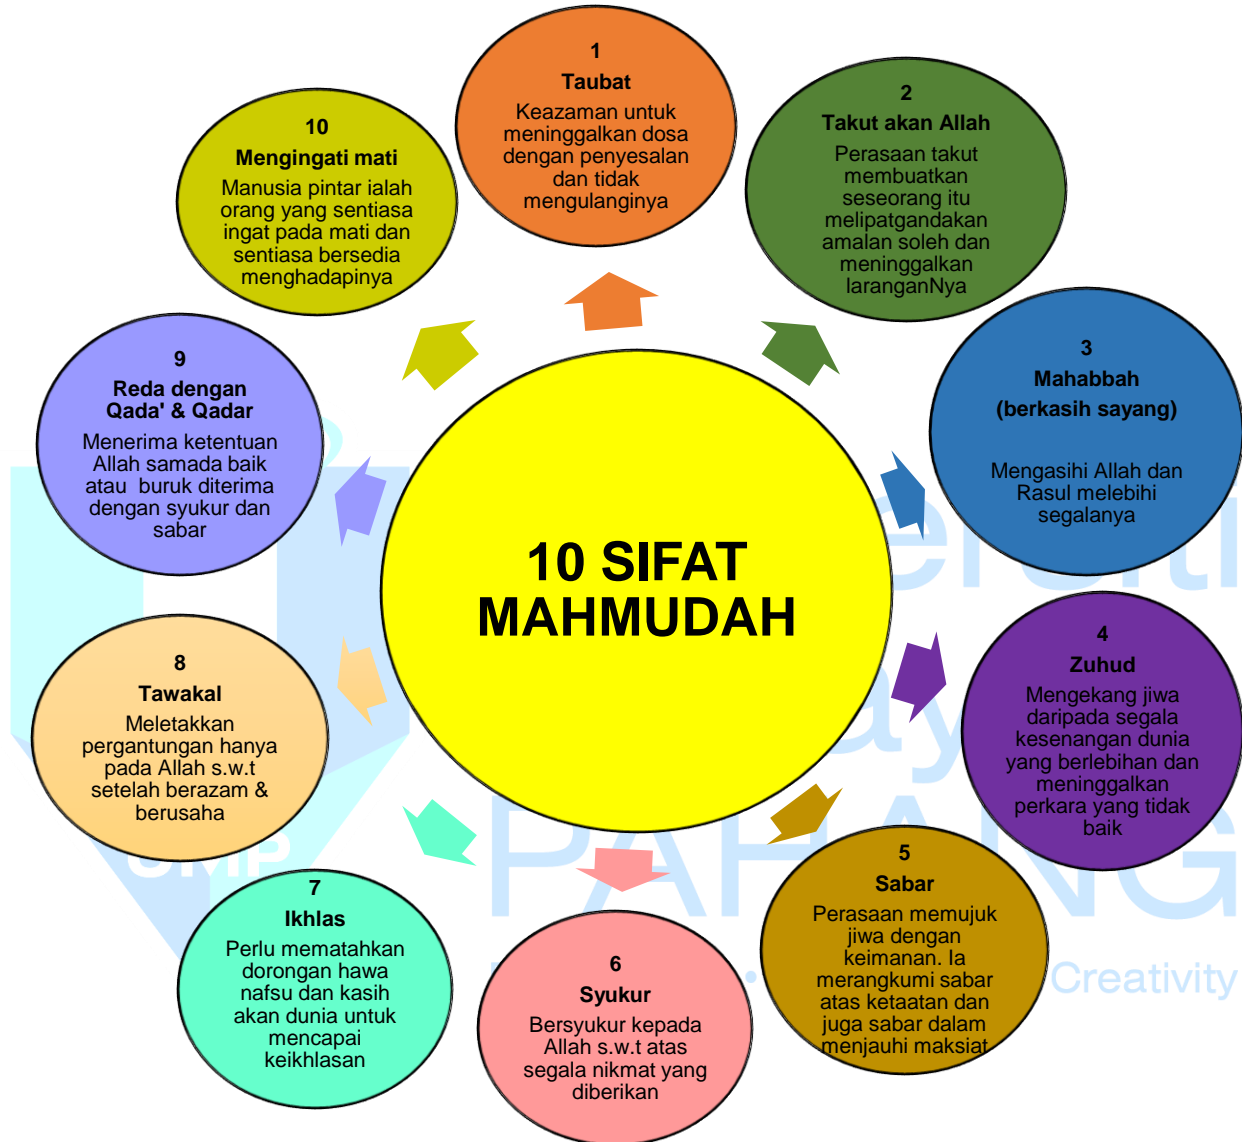 1
Taubat
Keazaman untuk
meninggalkan dosa
dengan penyesalan
dan tidak
mengulanginya
2
Takut akan Allah
Perasaan takut
membuatkan
seseorang itu
melipatgandakan
amalan soleh dan
meninggalkan
laranganNya
3
Mahabbah
(berkasih sayang)
Mengasihi Allah dan
Rasul melebihi
segalanya
4
Zuhud
Mengekang jiwa
daripada segala
kesenangan dunia
yang berlebihan dan
meninggalkan
perkara yang tidak
baik
5
Sabar
Perasaan memujuk
jiwa dengan
keimanan. Ia
merangkumi sabar
atas ketaatan dan
juga sabar dalam
menjauhi maksiat
6
Syukur
Bersyukur kepada
Allah s.w.t atas
segala nikmat yang
diberikan
7
Ikhlas
Perlu mematahkan
dorongan hawa
nafsu dan kasih
akan dunia untuk
mencapai
keikhlasan
8
Tawakal
Meletakkan
pergantungan hanya
pada Allah s.w.t
setelah berazam &
berusaha
9
Reda dengan
Qada' & Qadar
Menerima ketentuan
Allah samada baik
atau buruk diterima
dengan syukur dan
sabar
10
Mengingati mati
Manusia pintar ialah
orang yang sentiasa
ingat pada mati dan
sentiasa bersedia
menghadapinya
10 SIFAT
MAHMUDAH
UMP
PAHANG
Creativity